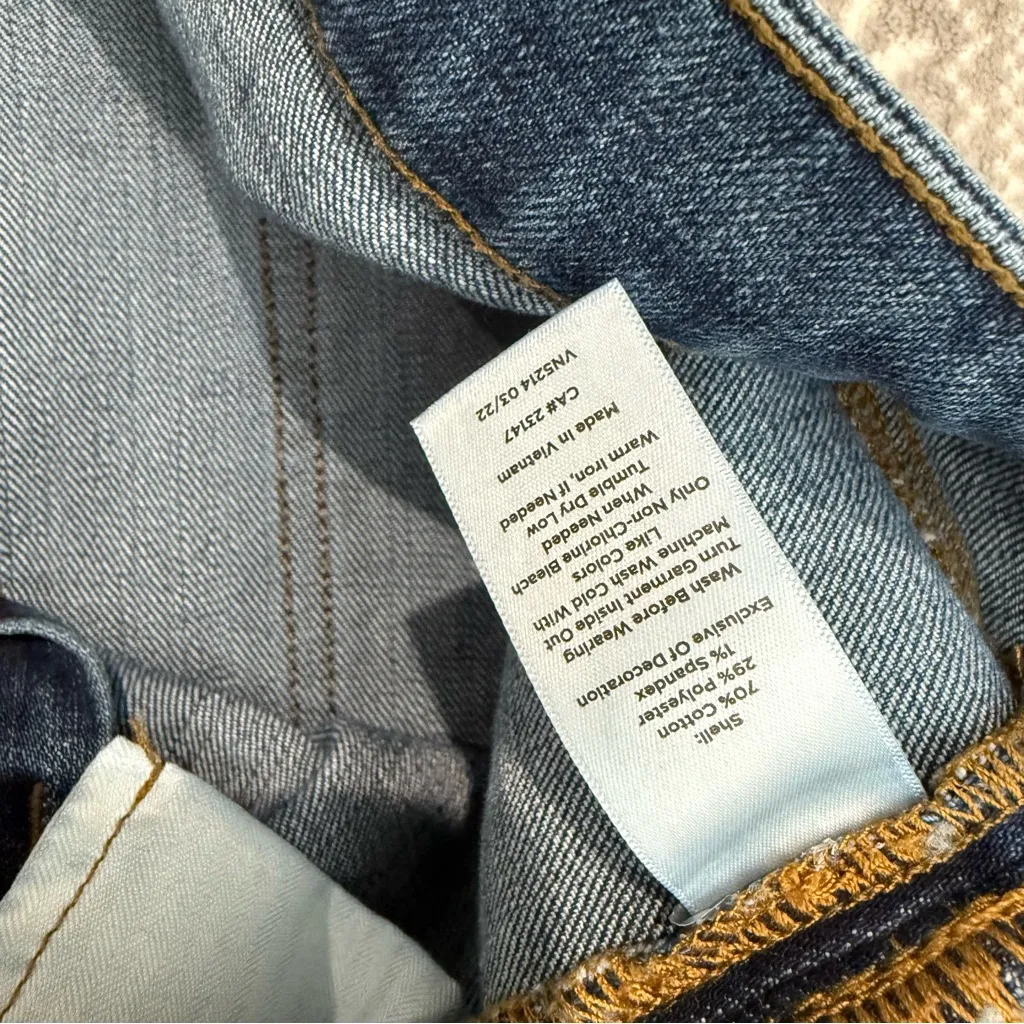 Shell:
70% Cotton
29% Polyester
1% Spandex
Exclusive Of Decoration
Wash Before Wearing
Turn Garment Inside Out
Machine Wash Cold With
Like Colors
Only Non-Chlorine Bleach
When Needed
Tumble Dry Low
Warm Iron, If Needed
Made In Vietnam
CA# 23147
VN5214 03/22